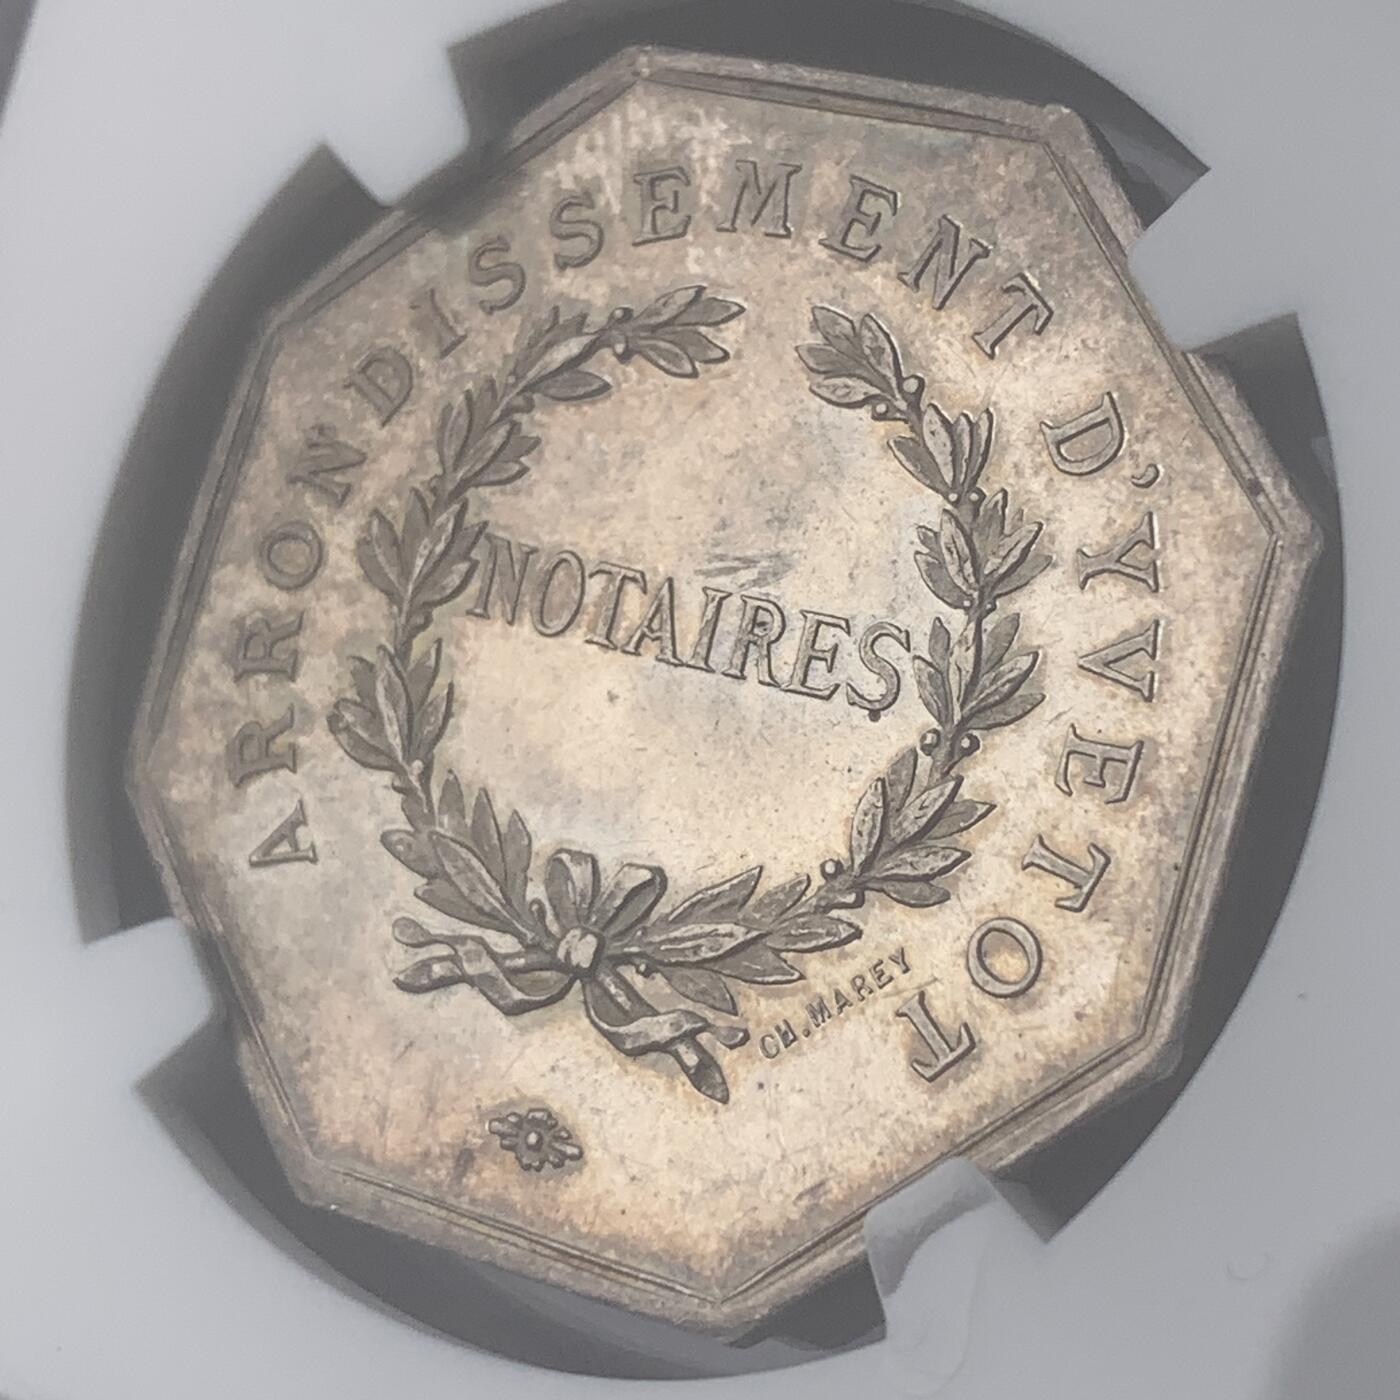 ARRONDISSEMENT D'YVETOT
NOTAIRES
CH.MAREY